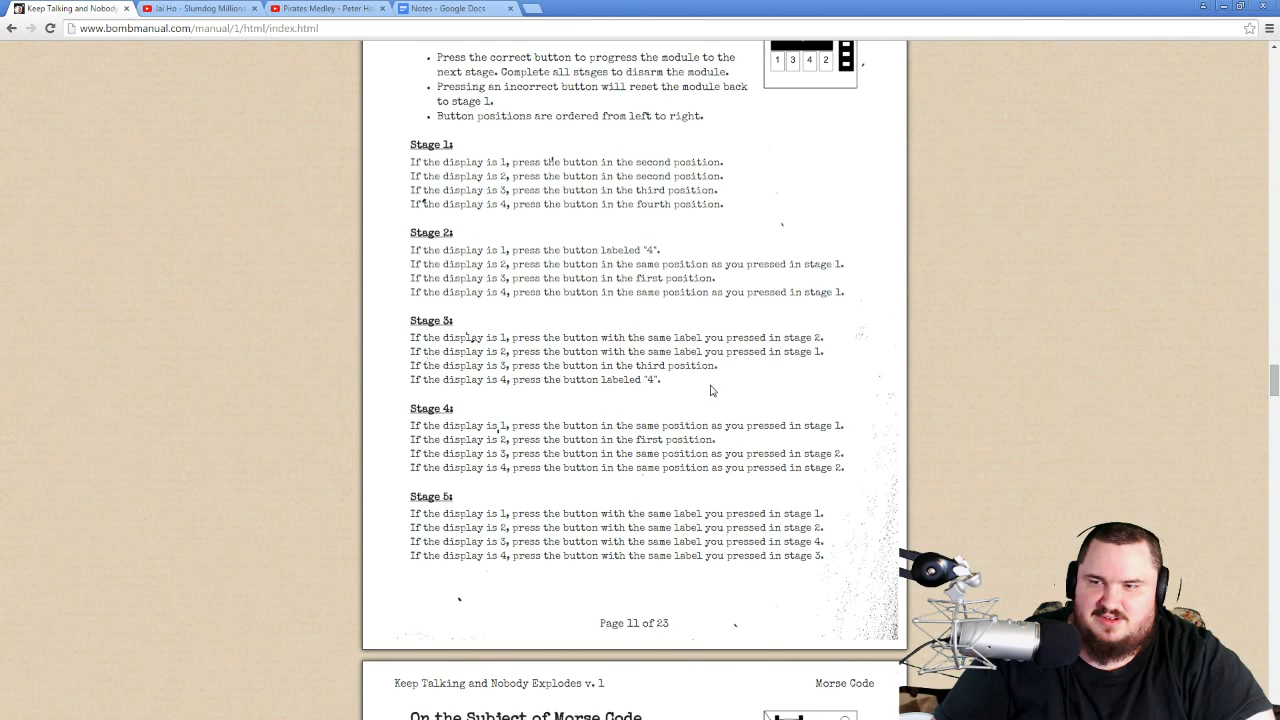 Keep Talking and Nobody
Jai Ho - Slumdog Milliona
Pirates Medley - Peter Ho
Notes - Google Docs
www.bombmanual.com/manual/1/html/index.html
• Press the correct button to progress the module to the
next stage. Complete all stages to disarm the module.
• Pressing an incorrect button will reset the module back
to stage 1.
• Button positions are ordered from left to right.
1 3 4 2
Stage 1:
If the display is 1, press the button in the second position.
If the display is 2, press the button in the second position.
If the display is 3, press the button in the third position.
If the display is 4, press the button in the fourth position.
Stage 2:
If the display is 1, press the button labeled "4".
If the display is 2, press the button in the same position as you pressed in stage 1.
If the display is 3, press the button in the first position.
If the display is 4, press the button in the same position as you pressed in stage 1.
Stage 3:
If the display is 1, press the button with the same label you pressed in stage 2.
If the display is 2, press the button with the same label you pressed in stage 1.
If the display is 3, press the button in the third position.
If the display is 4, press the button labeled "4".
Stage 4:
If the display is 1, press the button in the same position as you pressed in stage 1.
If the display is 2, press the button in the first position.
If the display is 3, press the button in the same position as you pressed in stage 2.
If the display is 4, press the button in the same position as you pressed in stage 2.
Stage 5:
If the display is 1, press the button with the same label you pressed in stage 1.
If the display is 2, press the button with the same label you pressed in stage 2.
If the display is 3, press the button with the same label you pressed in stage 4.
If the display is 4, press the button with the same label you pressed in stage 3.
Page 11 of 23
Keep Talking and Nobody Explodes v. 1
Morse Code
On the Subject of Morse Code